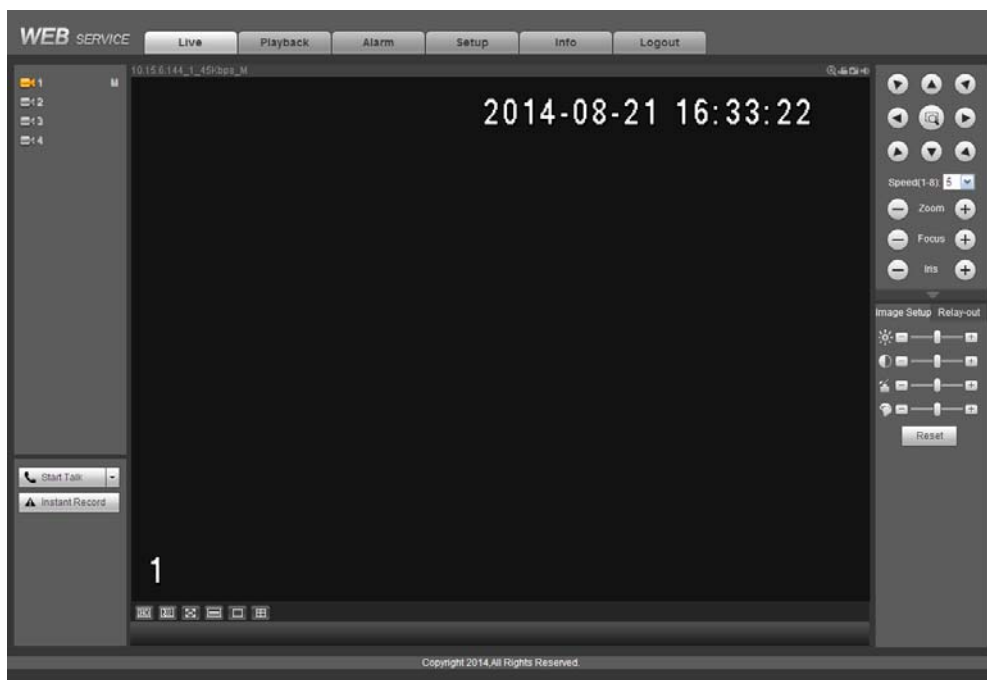 WEB SERVICE
Live
Playback
Alarm
Setup
Info
Logout
1 M
2
3
4
10.15.6.144_1_45Kbps_M
2014-08-21 16:33:22
1
Speed(1-8): 5
Zoom
Focus
Iris
Image Setup Relay-out
Reset
Start Talk
Instant Record
Copyright 2014,All Rights Reserved.